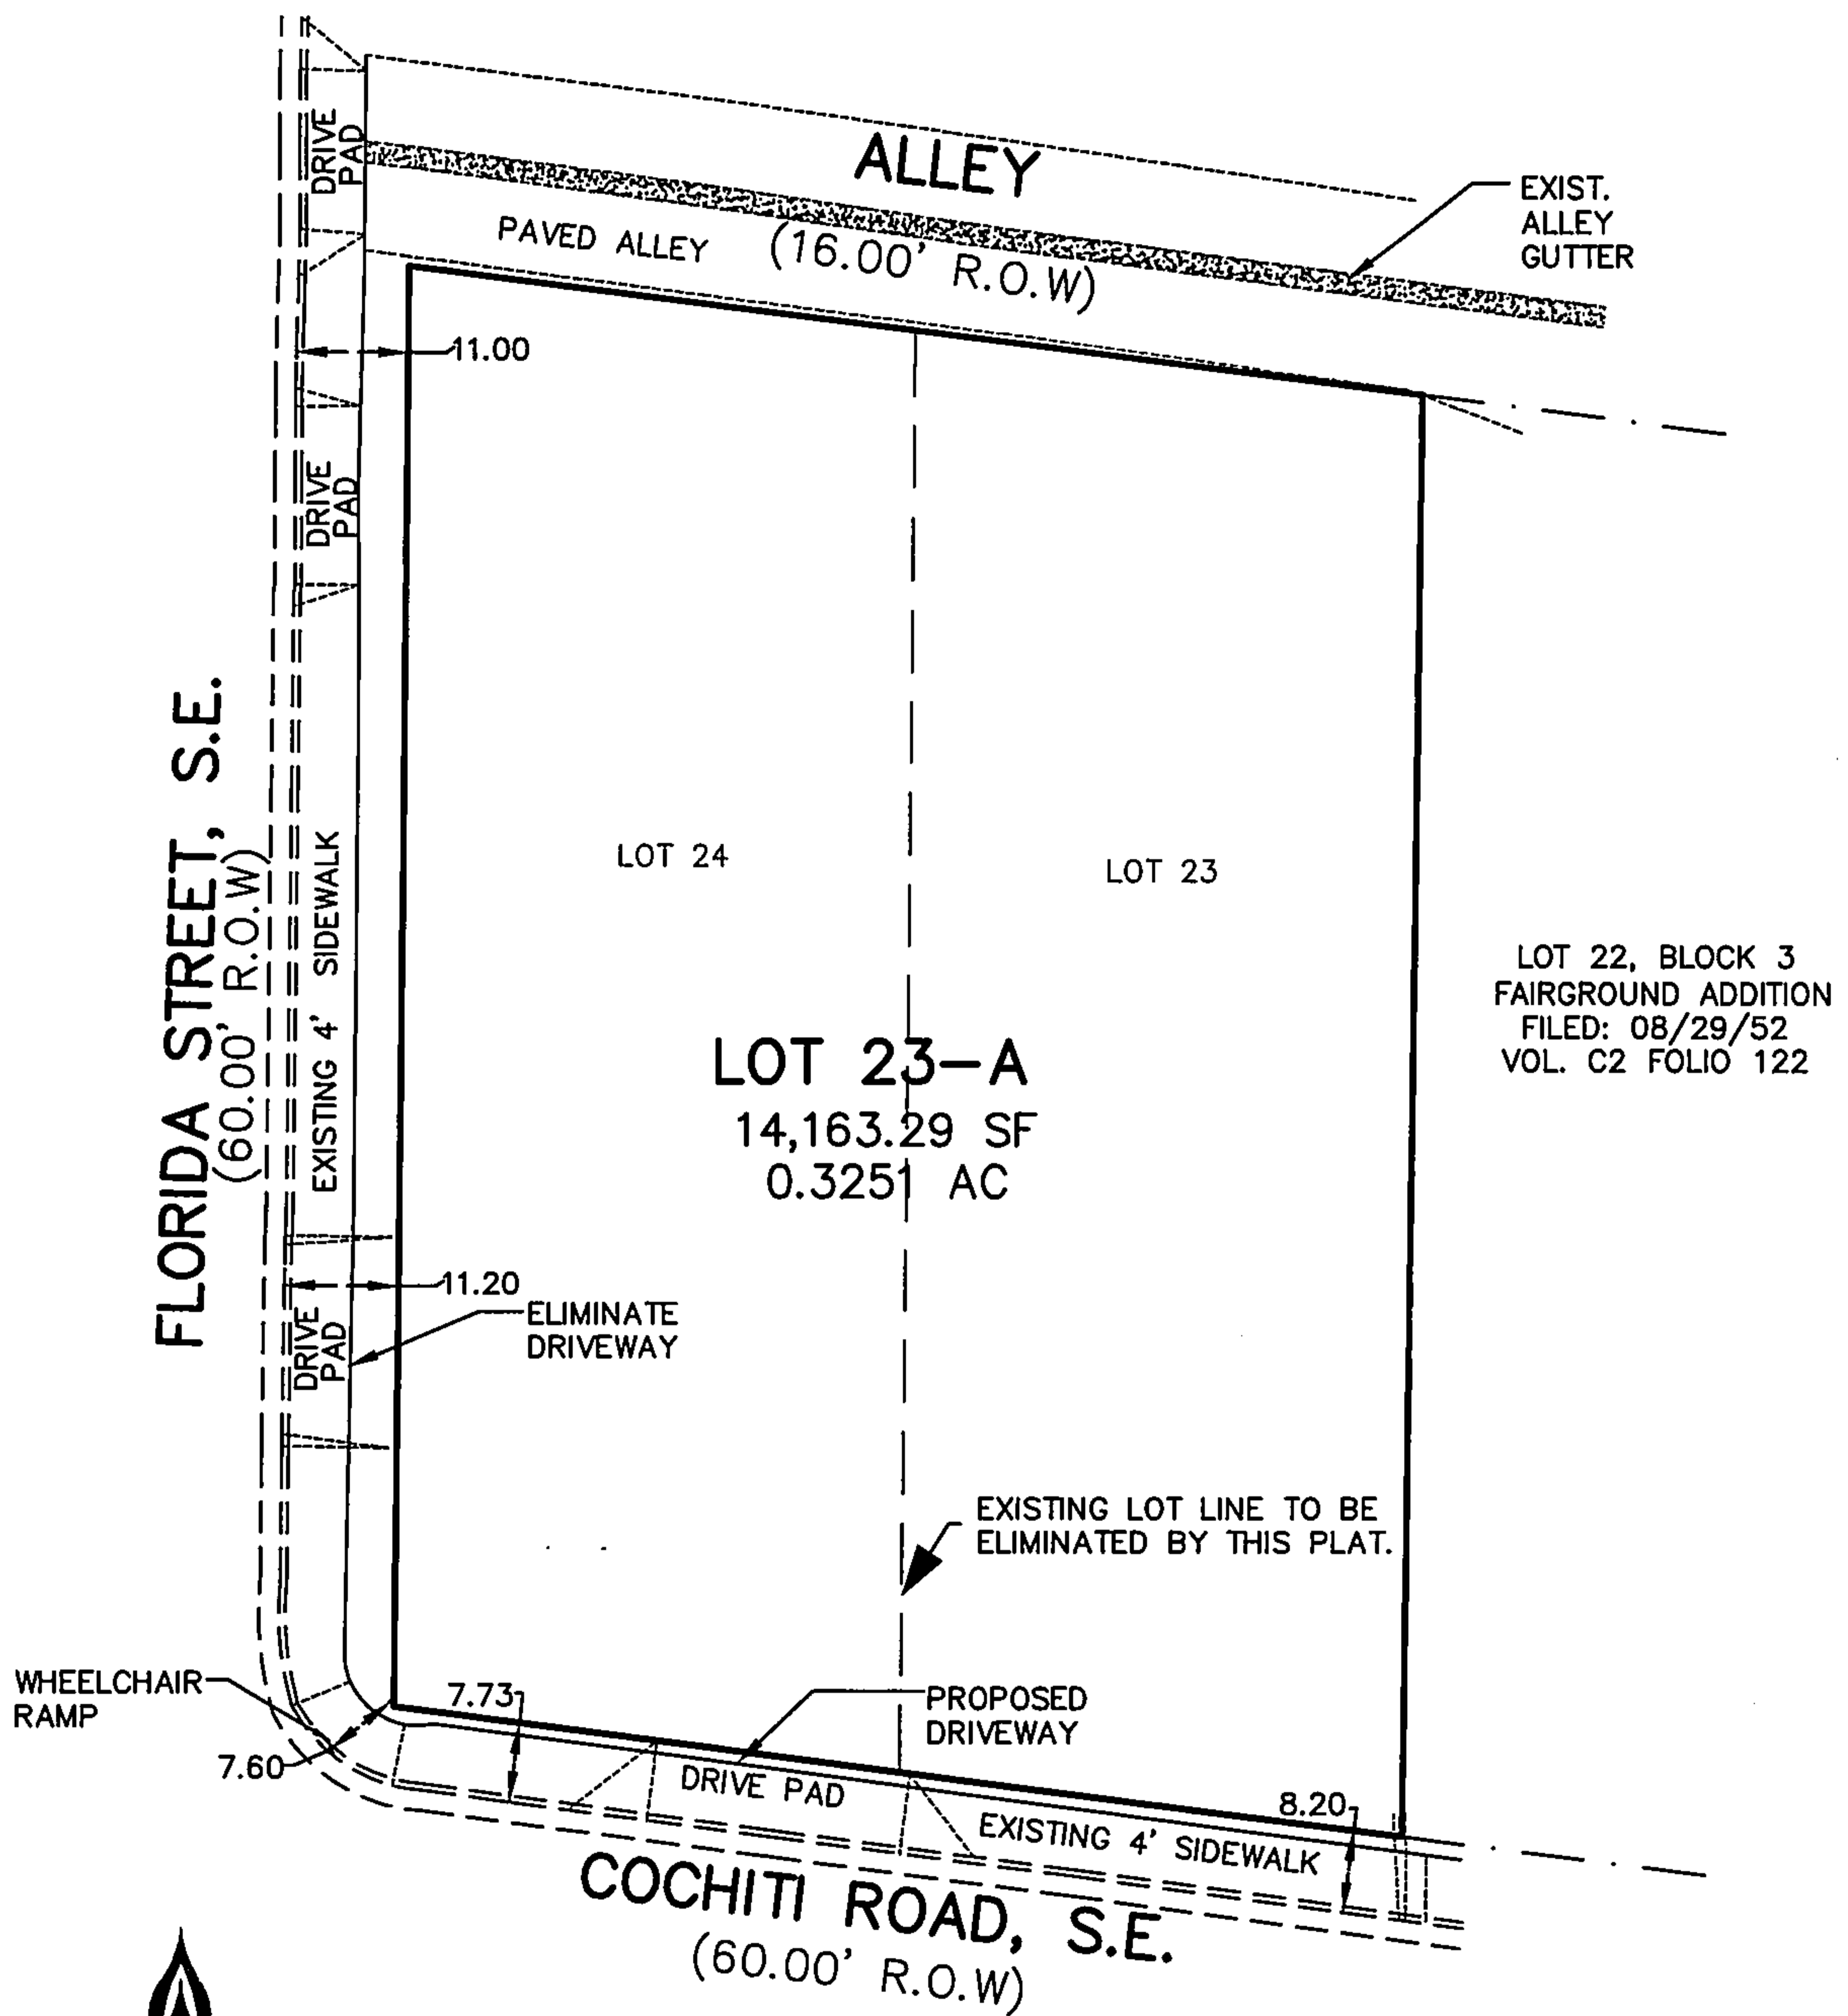 DRIVE
PAD
ALLEY
PAVED ALLEY (16.00' R.O.W)
EXIST.
ALLEY
GUTTER
11.00
DRIVE
PAD
FLORIDA STREET, S.E.
(60.00' R.O.W)
EXISTING 4' SIDEWALK
LOT 24
LOT 23
LOT 22, BLOCK 3
FAIRGROUND ADDITION
FILED: 08/29/52
VOL. C2 FOLIO 122
LOT 23-A
14,163.29 SF
0.3251 AC
11.20
DRIVE
PAD
ELIMINATE
DRIVEWAY
EXISTING LOT LINE TO BE
ELIMINATED BY THIS PLAT.
WHEELCHAIR
RAMP
7.60
7.73
PROPOSED
DRIVEWAY
DRIVE PAD
8.20
EXISTING 4' SIDEWALK
COCHITI ROAD, S.E.
(60.00' R.O.W)